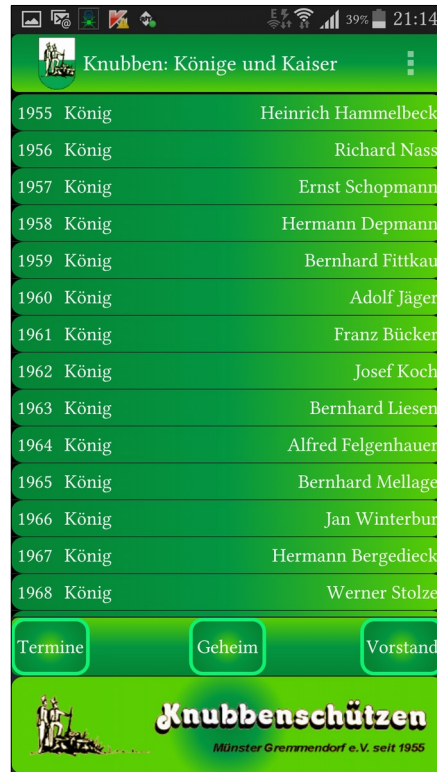 39% 21:14
Knubben: Könige und Kaiser
1955 König Heinrich Hammelbeck
1956 König Richard Nass
1957 König Ernst Schopmann
1958 König Hermann Depmann
1959 König Bernhard Fittkau
1960 König Adolf Jäger
1961 König Franz Bücker
1962 König Josef Koch
1963 König Bernhard Liesen
1964 König Alfred Felgenhauer
1965 König Bernhard Mellage
1966 König Jan Winterbur
1967 König Hermann Bergedieck
1968 König Werner Stolze
Termine Geheim Vorstand
Knubbenschützen
Münster Gremmendorf e.V. seit 1955